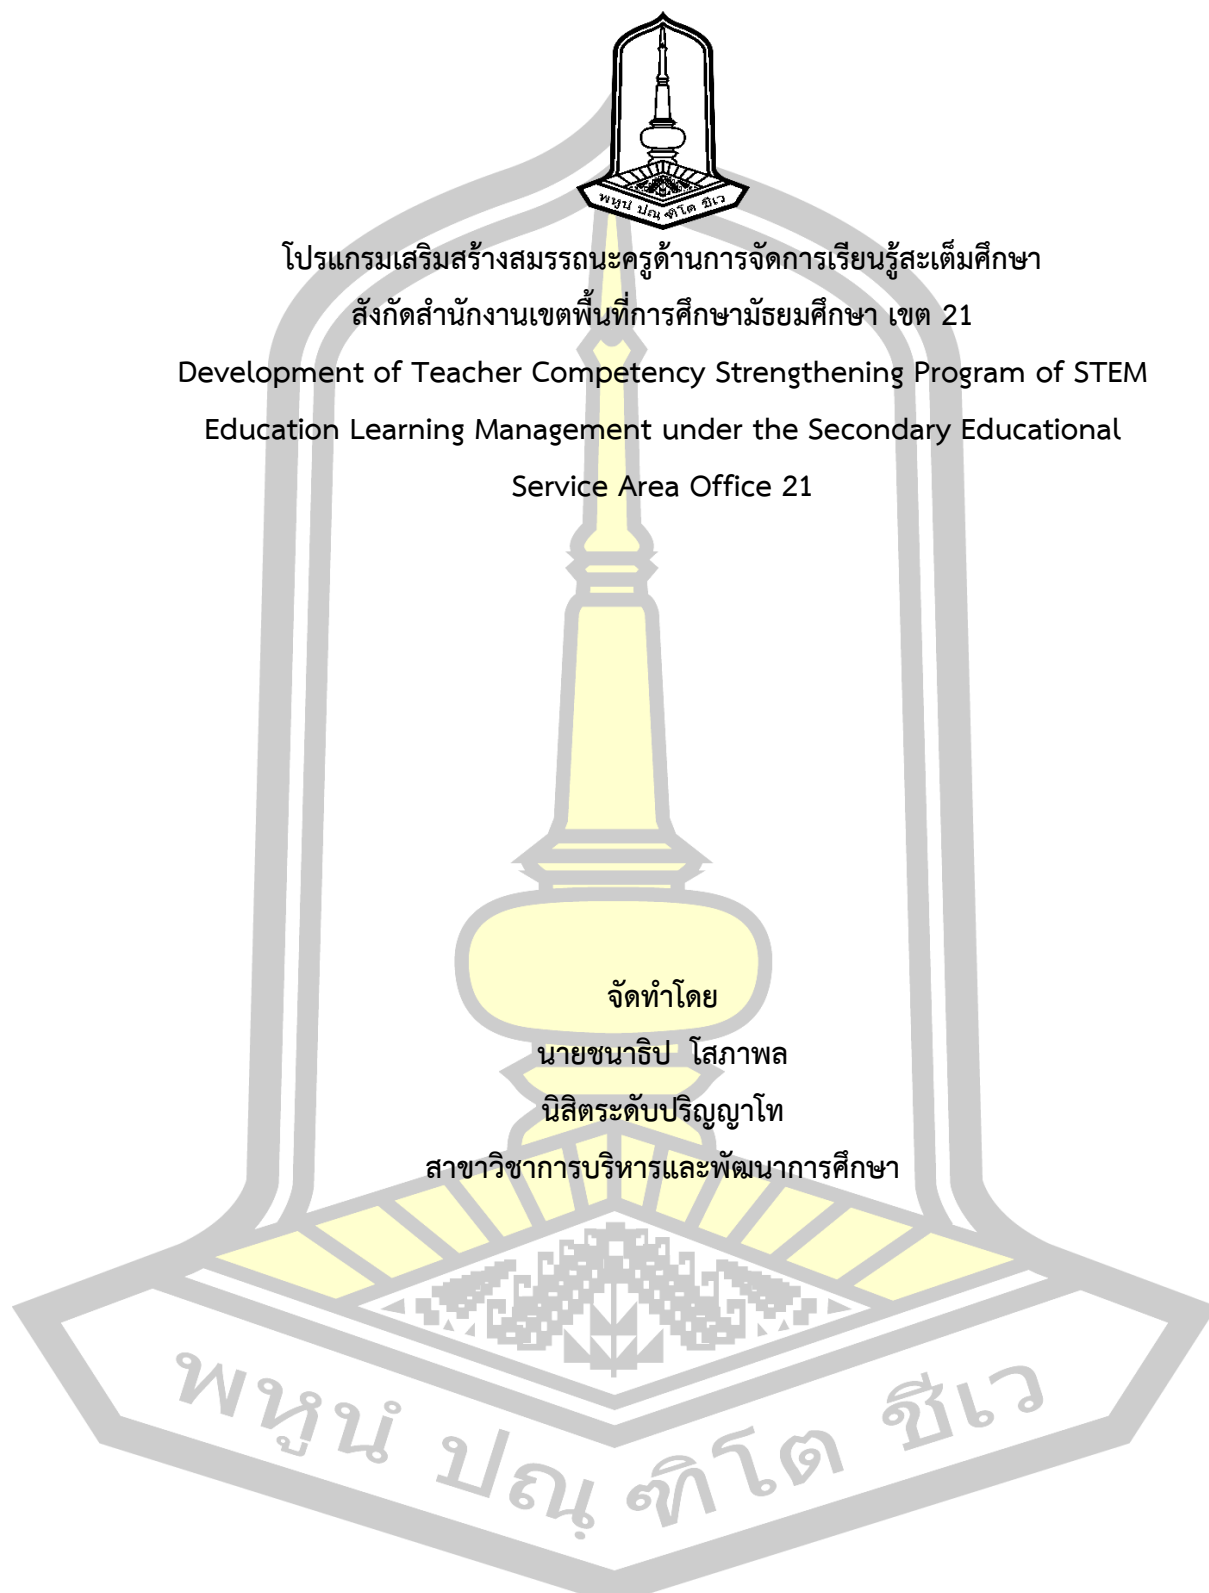 พหูนํ ปณฺฑิโต ชีเว
โปรแกรมเสริมสร้างสมรรถนะครูด้านการจัดการเรียนรู้สะเต็มศึกษา
สังกัดสำนักงานเขตพื้นที่การศึกษามัธยมศึกษา เขต 21
Development of Teacher Competency Strengthening Program of STEM
Education Learning Management under the Secondary Educational
Service Area Office 21
จัดทำโดย
นายชนาธิป โสภาพล
นิสิตระดับปริญญาโท
สาขาวิชาการบริหารและพัฒนาการศึกษา
พหูนํ ปณฺฑิโต ชีเว